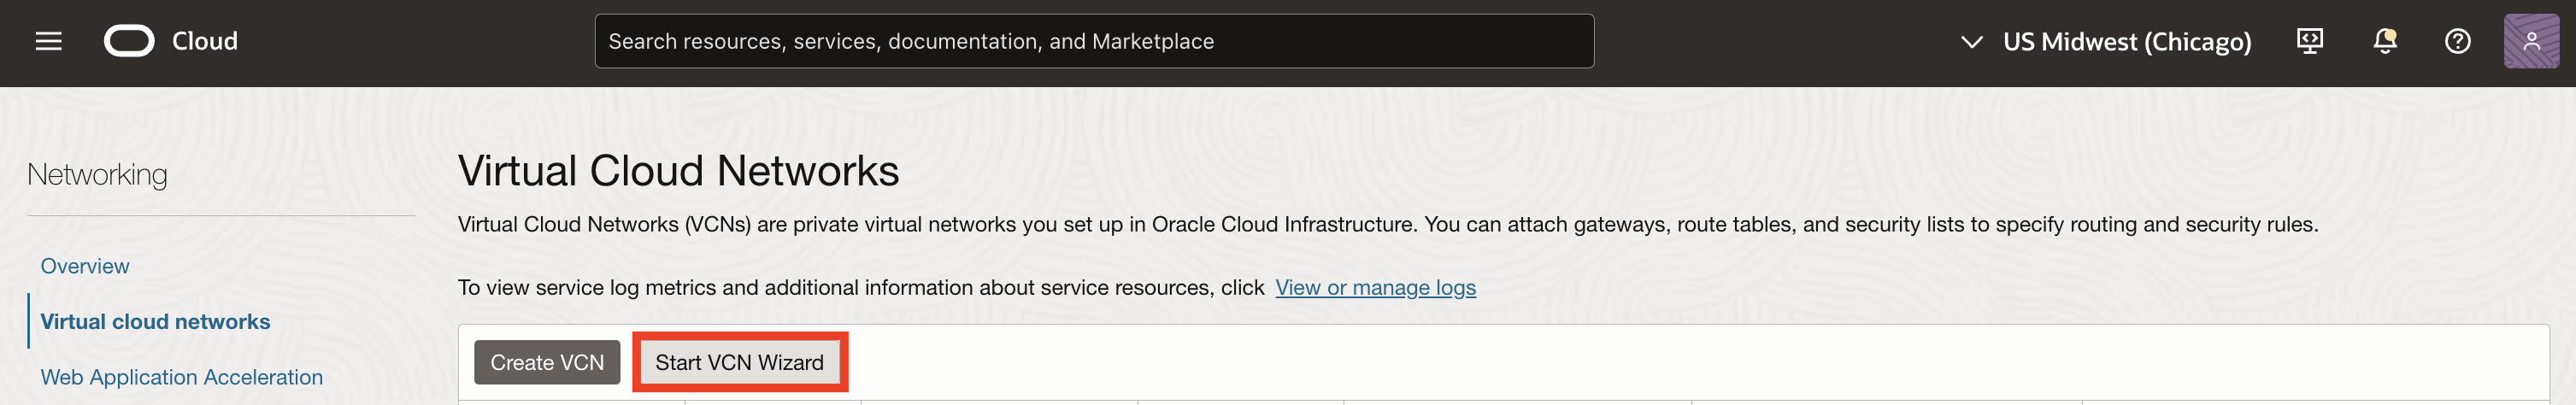 Cloud
Search resources, services, documentation, and Marketplace
US Midwest (Chicago)
Networking
Overview
Virtual cloud networks
Web Application Acceleration
Virtual Cloud Networks
Virtual Cloud Networks (VCNs) are private virtual networks you set up in Oracle Cloud Infrastructure. You can attach gateways, route tables, and security lists to specify routing and security rules.
To view service log metrics and additional information about service resources, click View or manage logs
Create VCN
Start VCN Wizard